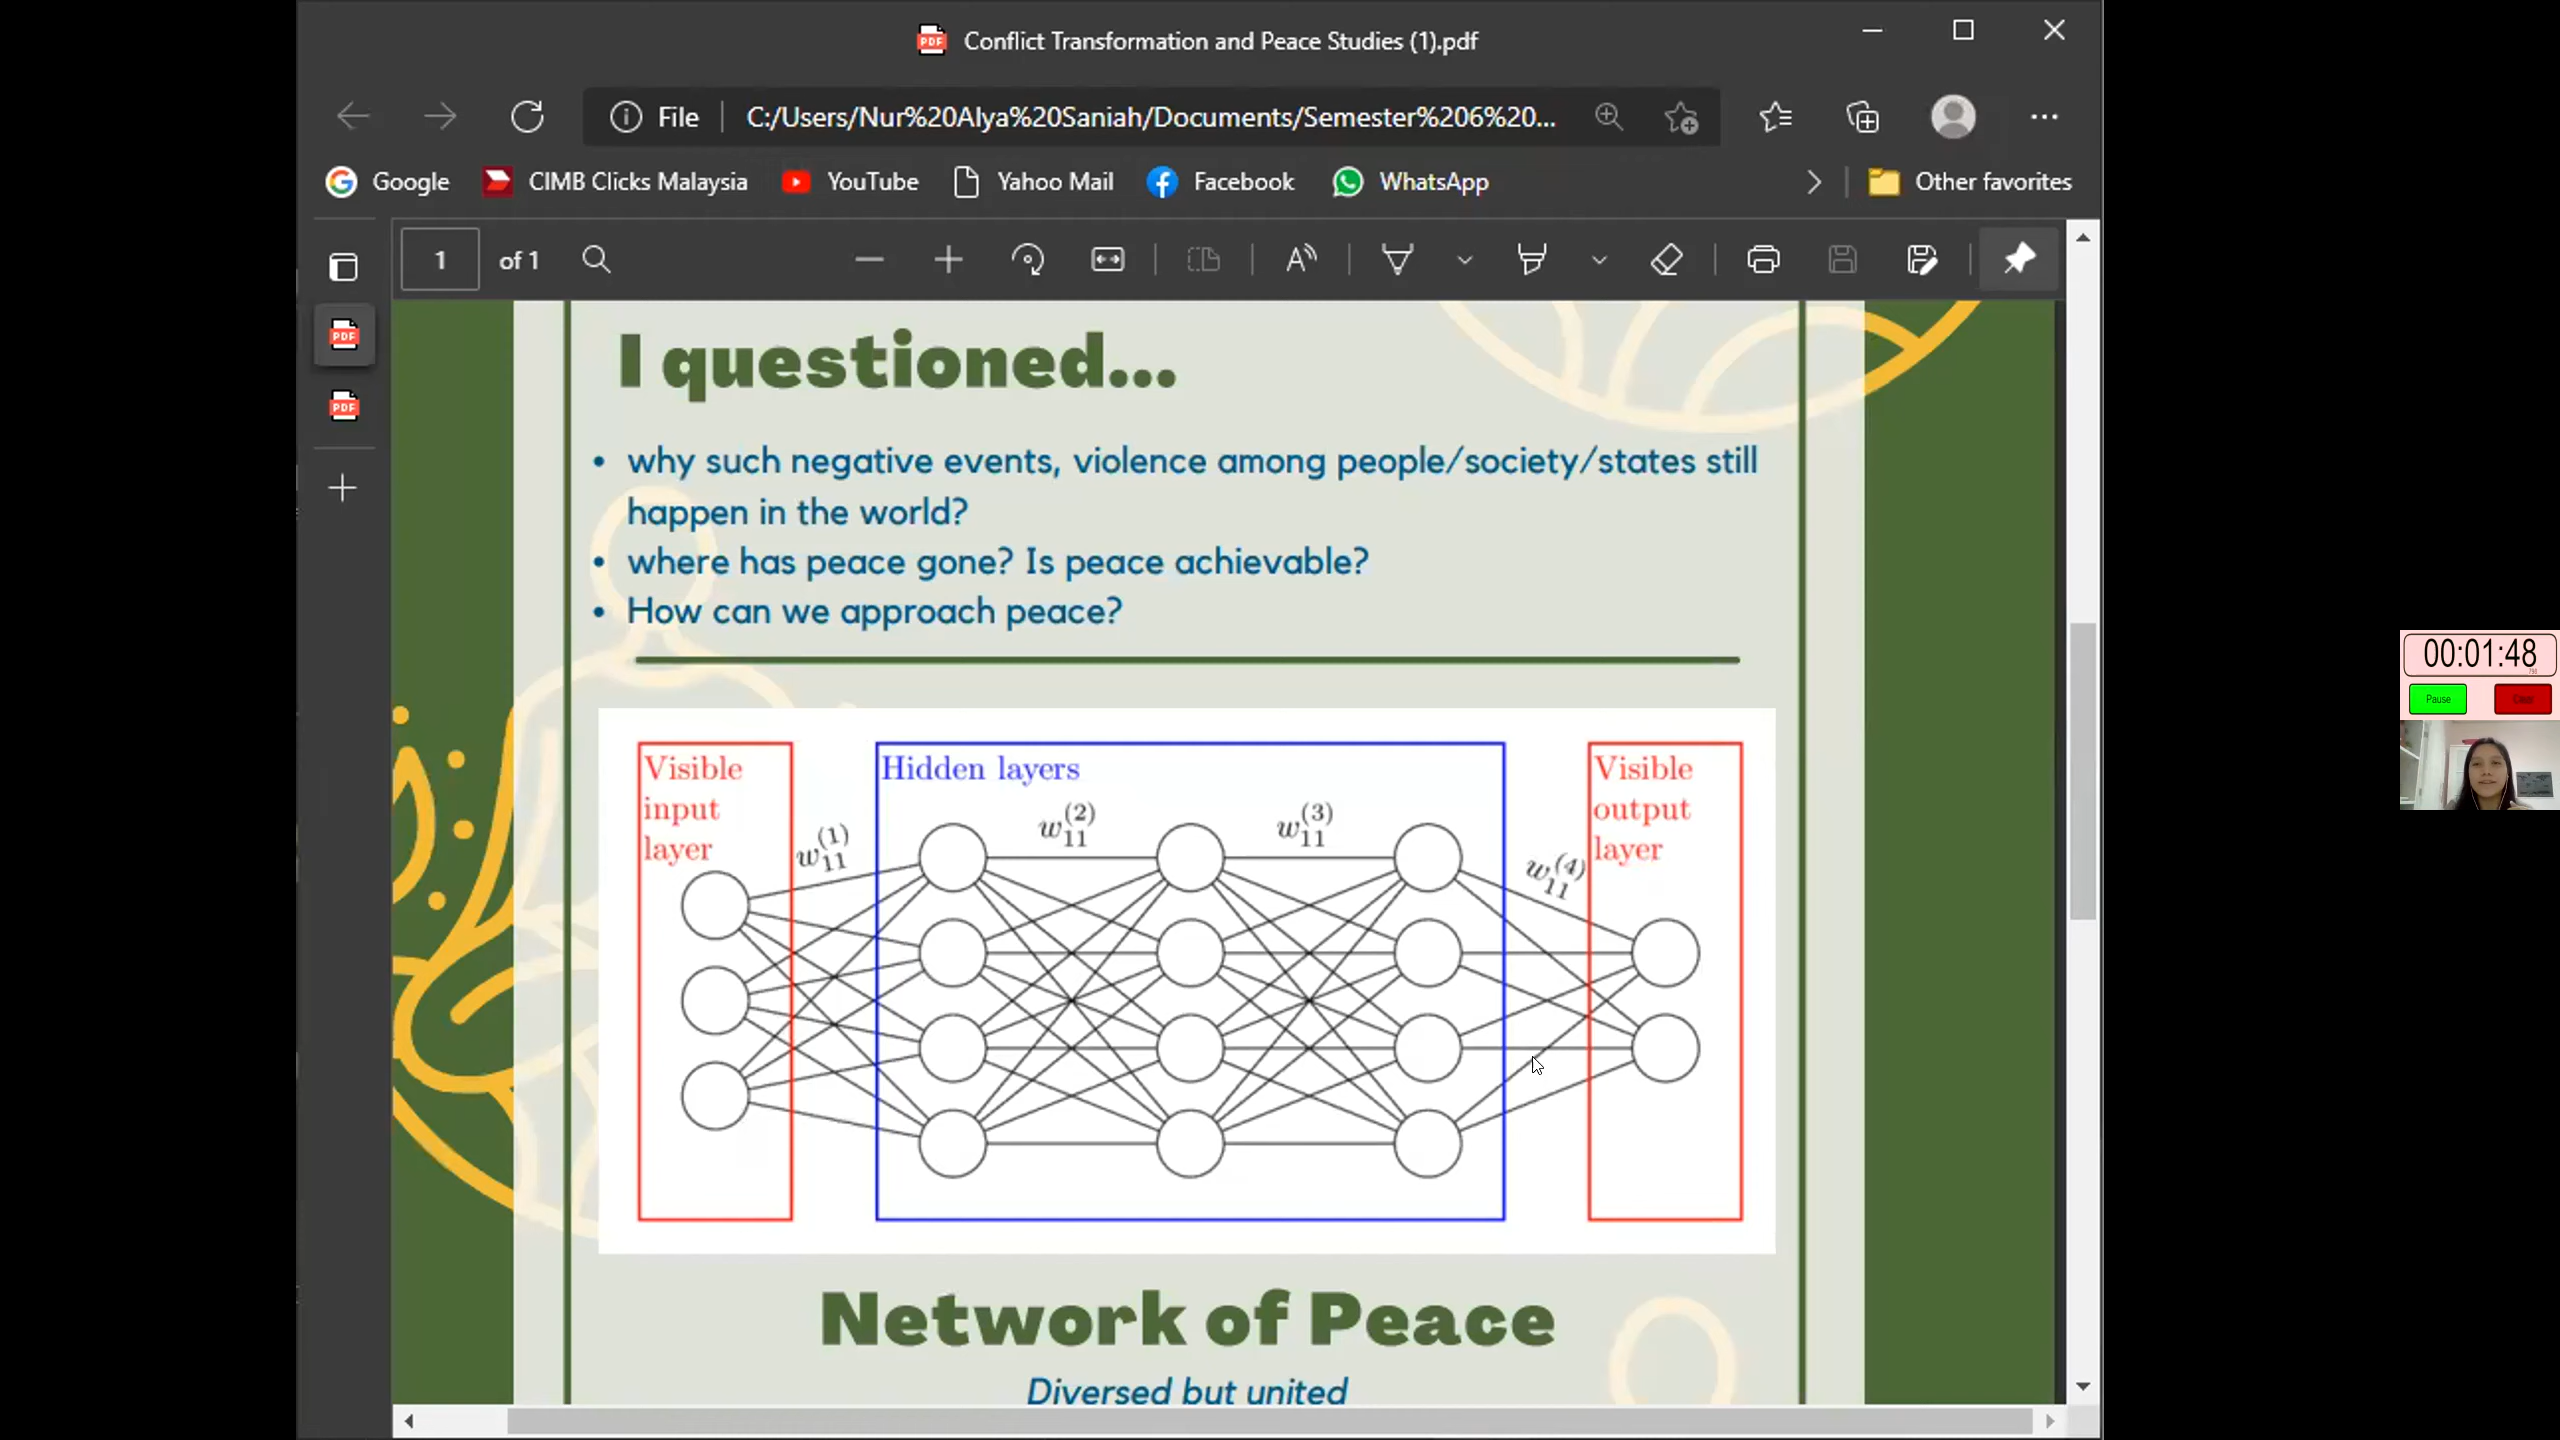 Conflict Transformation and Peace Studies (1).pdf
File
C:/Users/Nur%20Alya%20Saniah/Documents/Semester%206%20...
Google
CIMB Clicks Malaysia
YouTube
Yahoo Mail
Facebook
WhatsApp
Other favorites
1 of 1
I questioned...
• why such negative events, violence among people/society/states still
happen in the world?
• where has peace gone? Is peace achievable?
• How can we approach peace?
Visible
input
layer
Hidden layers
Visible
output
layer
w_{11}^{(1)}
w_{11}^{(2)}
w_{11}^{(3)}
w_{11}^{(4)}
Network of Peace
Diversed but united
00:01:48
Pause